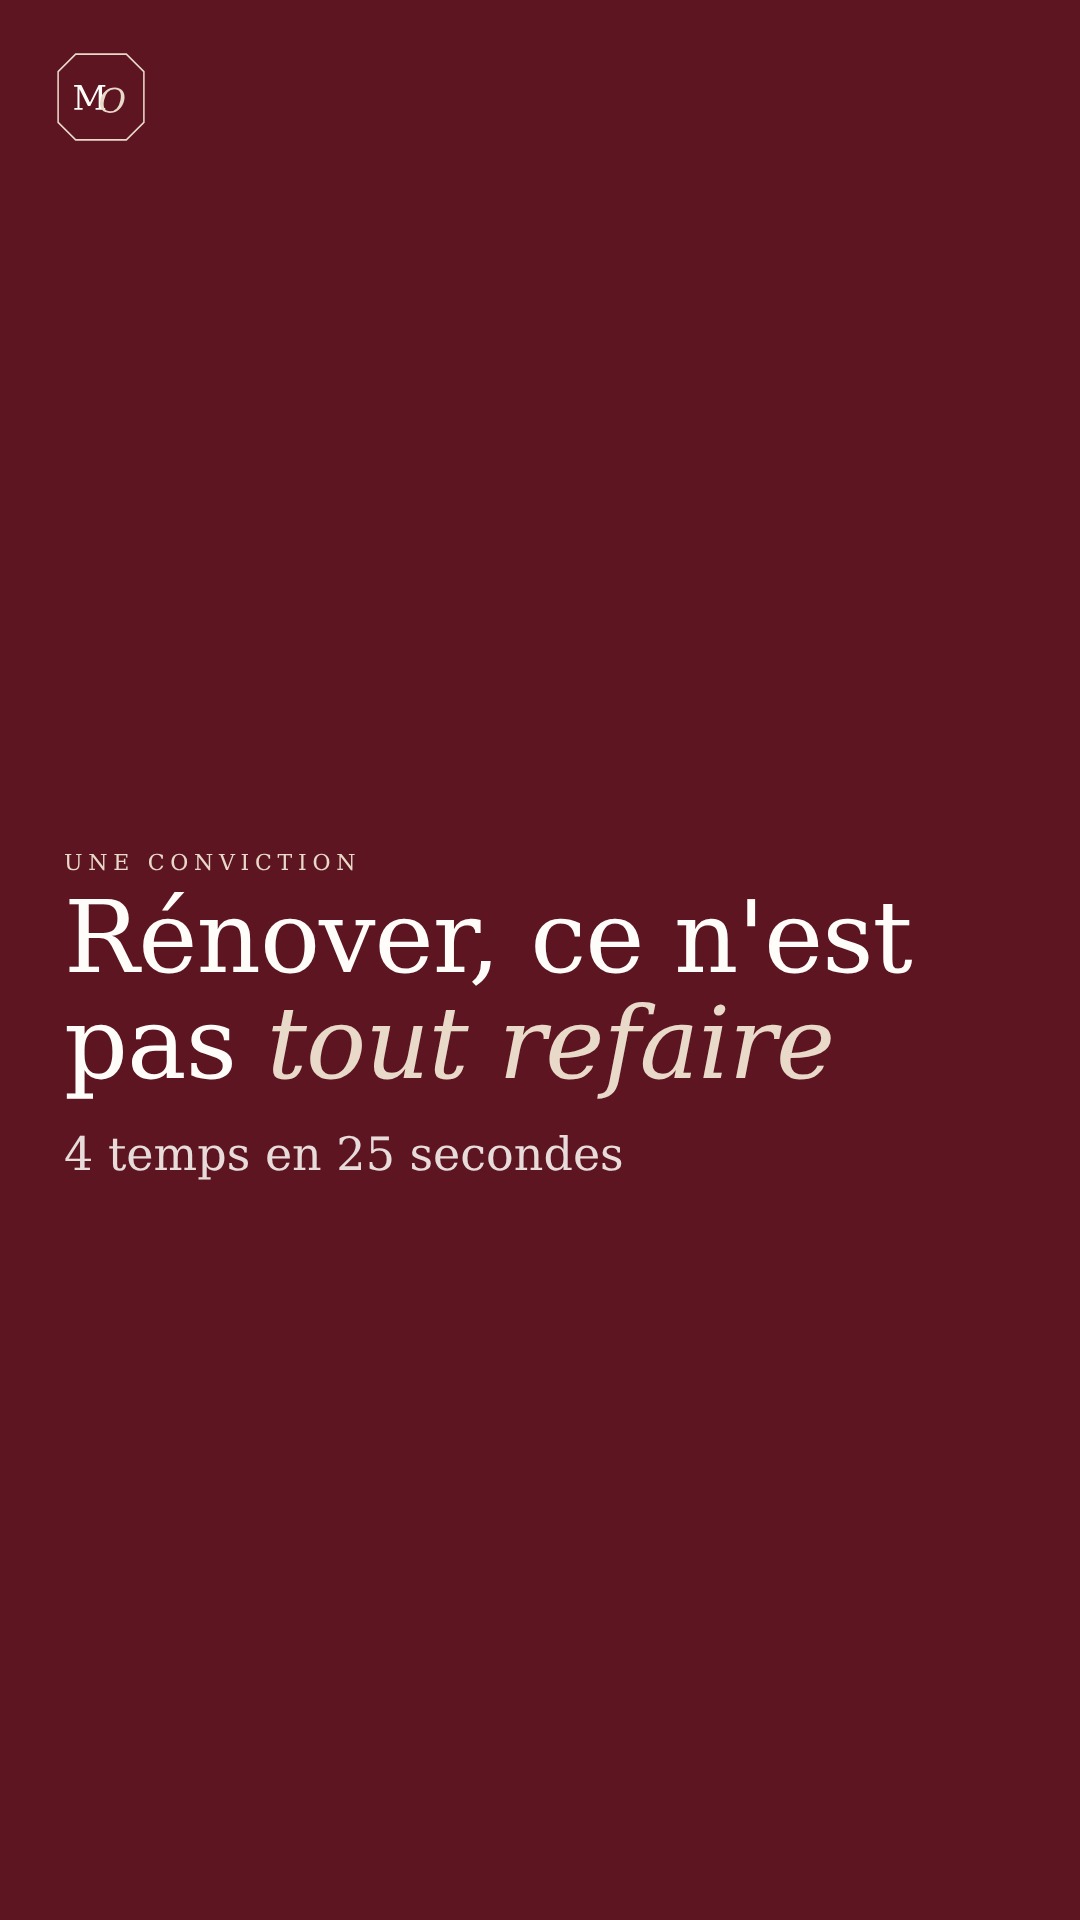 MO
UNE CONVICTION
Rénover, ce n'est
pas tout refaire
4 temps en 25 secondes